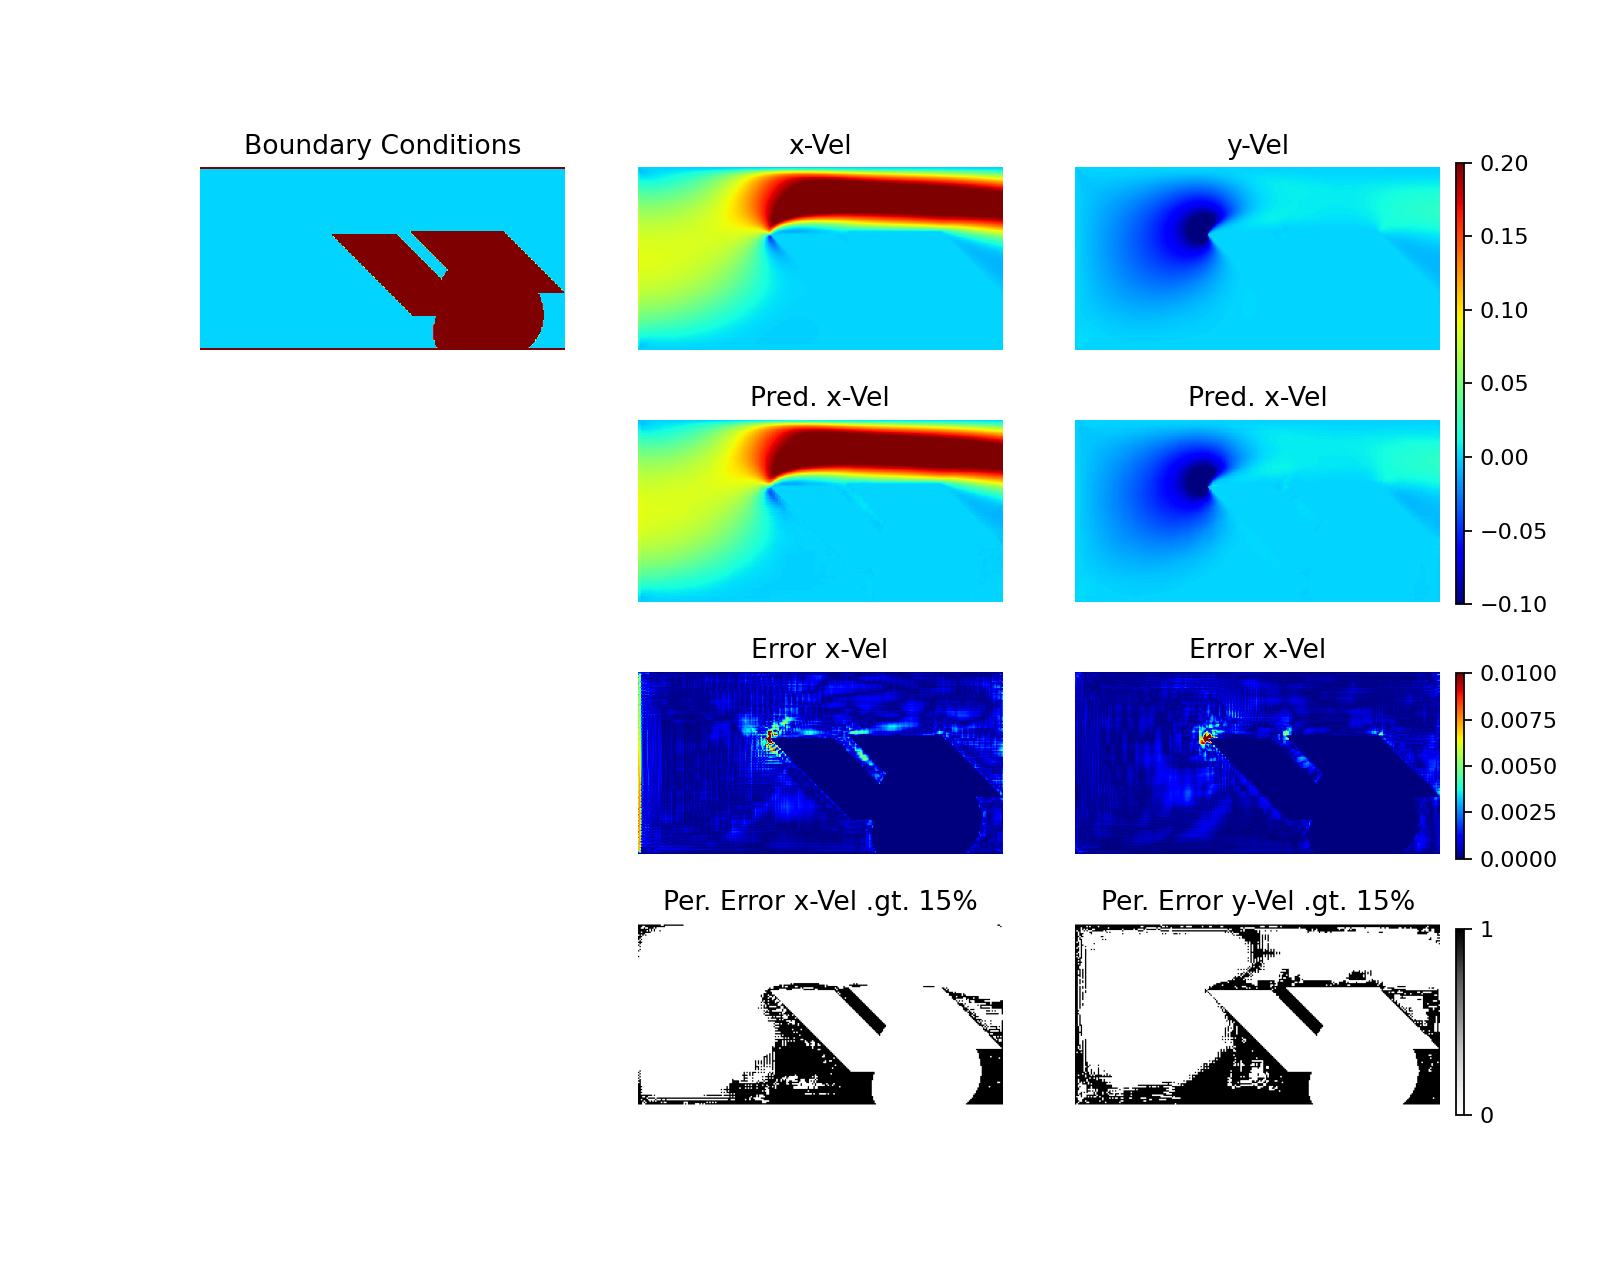 Boundary Conditions
x-Vel
y-Vel
0.20
0.15
0.10
0.05
0.00
−0.05
−0.10
Pred. x-Vel
Pred. x-Vel
Error x-Vel
Error x-Vel
0.0100
0.0075
0.0050
0.0025
0.0000
Per. Error x-Vel .gt. 15%
Per. Error y-Vel .gt. 15%
1
0